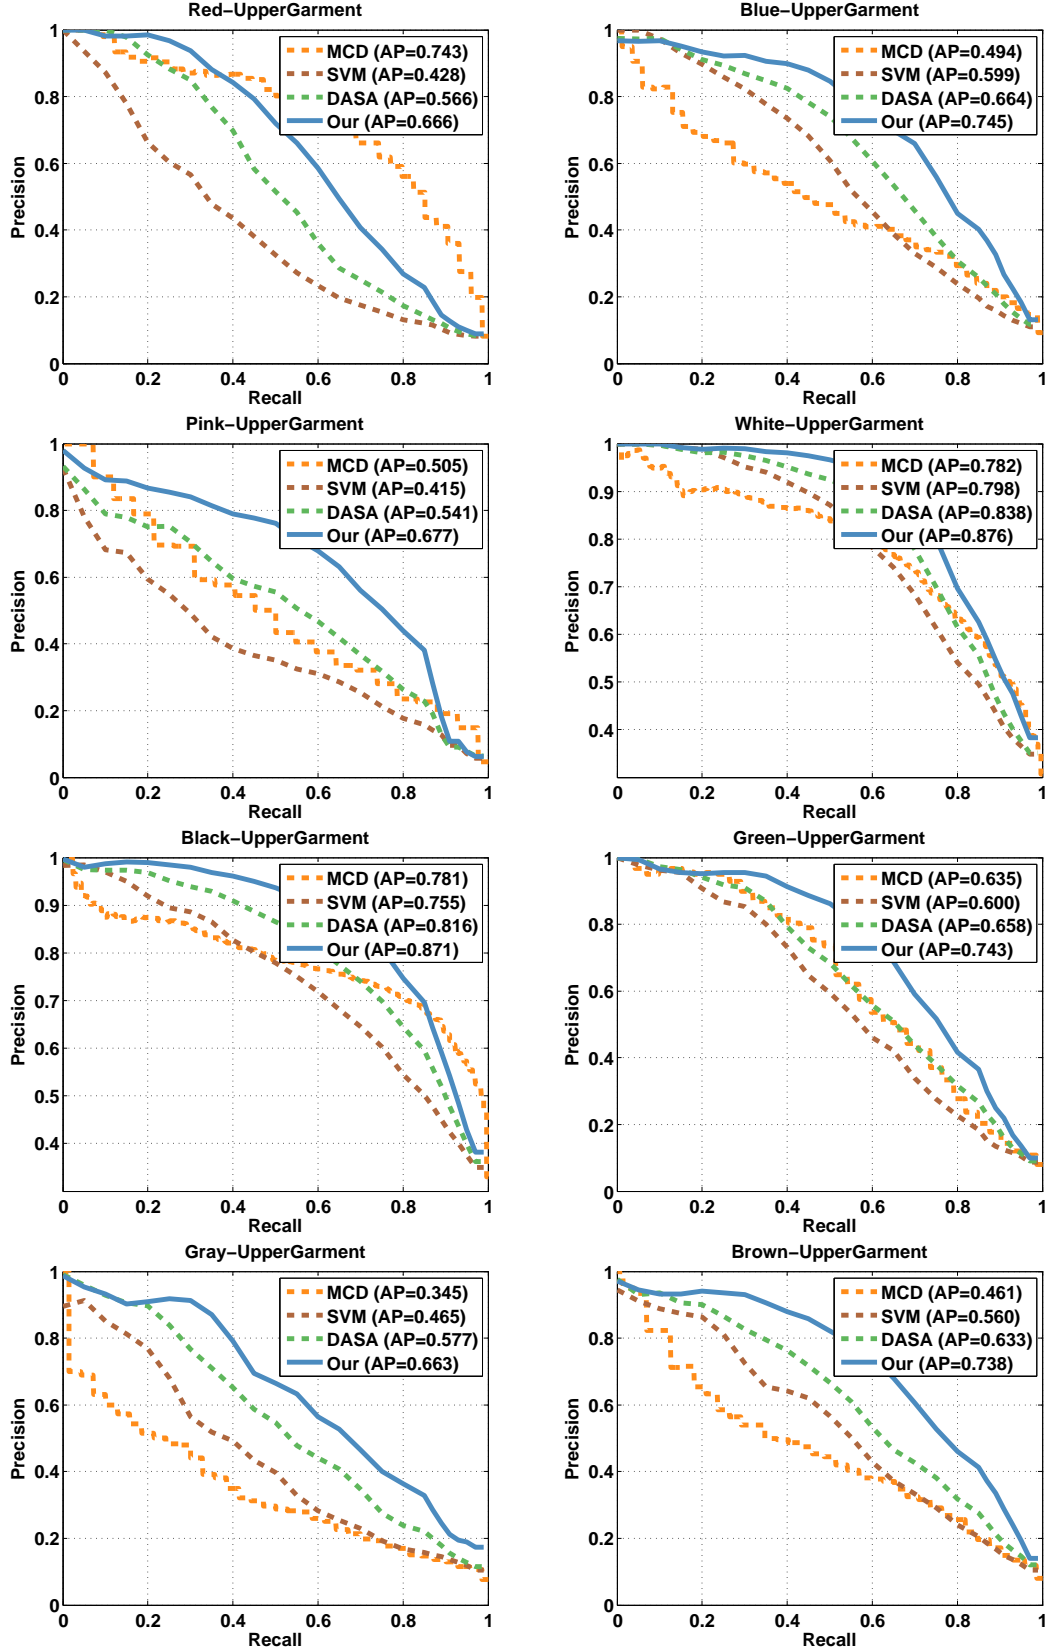 Red-UpperGarment
1
0.8
0.6
0.4
0.2
0
Precision
MCD (AP=0.743)
SVM (AP=0.428)
DASA (AP=0.566)
Our (AP=0.666)
0 0.2 0.4 0.6 0.8 1
Recall
Blue-UpperGarment
1
0.8
0.6
0.4
0.2
0
Precision
MCD (AP=0.494)
SVM (AP=0.599)
DASA (AP=0.664)
Our (AP=0.745)
0 0.2 0.4 0.6 0.8 1
Recall
Pink-UpperGarment
1
0.8
0.6
0.4
0.2
0
Precision
MCD (AP=0.505)
SVM (AP=0.415)
DASA (AP=0.541)
Our (AP=0.677)
0 0.2 0.4 0.6 0.8 1
Recall
White-UpperGarment
1
0.9
0.8
0.7
0.6
0.5
0.4
Precision
MCD (AP=0.782)
SVM (AP=0.798)
DASA (AP=0.838)
Our (AP=0.876)
0 0.2 0.4 0.6 0.8 1
Recall
Black-UpperGarment
1
0.9
0.8
0.7
0.6
0.5
0.4
Precision
MCD (AP=0.781)
SVM (AP=0.755)
DASA (AP=0.816)
Our (AP=0.871)
0 0.2 0.4 0.6 0.8 1
Recall
Green-UpperGarment
1
0.8
0.6
0.4
0.2
0
Precision
MCD (AP=0.635)
SVM (AP=0.600)
DASA (AP=0.658)
Our (AP=0.743)
0 0.2 0.4 0.6 0.8 1
Recall
Gray-UpperGarment
1
0.8
0.6
0.4
0.2
0
Precision
MCD (AP=0.345)
SVM (AP=0.465)
DASA (AP=0.577)
Our (AP=0.663)
0 0.2 0.4 0.6 0.8 1
Recall
Brown-UpperGarment
1
0.8
0.6
0.4
0.2
0
Precision
MCD (AP=0.461)
SVM (AP=0.560)
DASA (AP=0.633)
Our (AP=0.738)
0 0.2 0.4 0.6 0.8 1
Recall